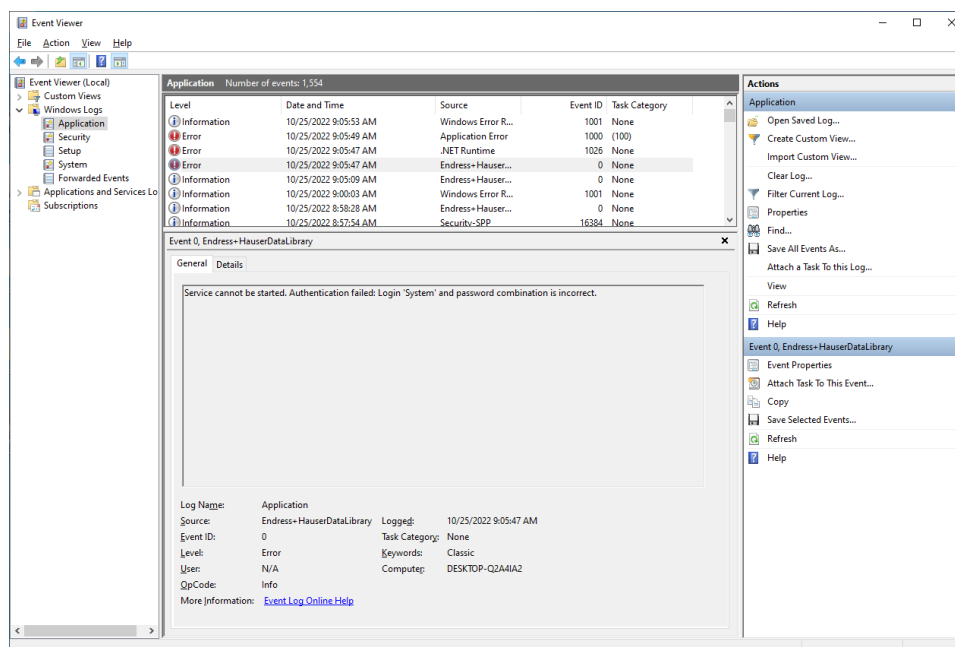 Event Viewer
File Action View Help
Event Viewer (Local)
Custom Views
Windows Logs
Application
Security
Setup
System
Forwarded Events
Applications and Services Lo
Subscriptions
Application Number of events: 1,554
Level Date and Time Source Event ID Task Category
Information 10/25/2022 9:05:53 AM Windows Error R... 1001 None
Error 10/25/2022 9:05:49 AM Application Error 1000 (100)
Error 10/25/2022 9:05:47 AM .NET Runtime 1026 None
Error 10/25/2022 9:05:47 AM Endress+Hauser... 0 None
Information 10/25/2022 9:05:09 AM Endress+Hauser... 0 None
Information 10/25/2022 9:00:03 AM Windows Error R... 1001 None
Information 10/25/2022 8:58:28 AM Endress+Hauser... 0 None
Information 10/25/2022 8:57:54 AM Security-SPP 16384 None
Event 0, Endress+HauserDataLibrary
General Details
Service cannot be started. Authentication failed: Login 'System' and password combination is incorrect.
Log Name: Application
Source: Endress+HauserDataLibrary Logged: 10/25/2022 9:05:47 AM
Event ID: 0 Task Category: None
Level: Error Keywords: Classic
User: N/A Computer: DESKTOP-Q2A4IA2
OpCode: Info
More Information: Event Log Online Help
Actions
Application
Open Saved Log...
Create Custom View...
Import Custom View...
Clear Log...
Filter Current Log...
Properties
Find...
Save All Events As...
Attach a Task To this Log...
View
Refresh
Help
Event 0, Endress+HauserDataLibrary
Event Properties
Attach Task To This Event...
Copy
Save Selected Events...
Refresh
Help